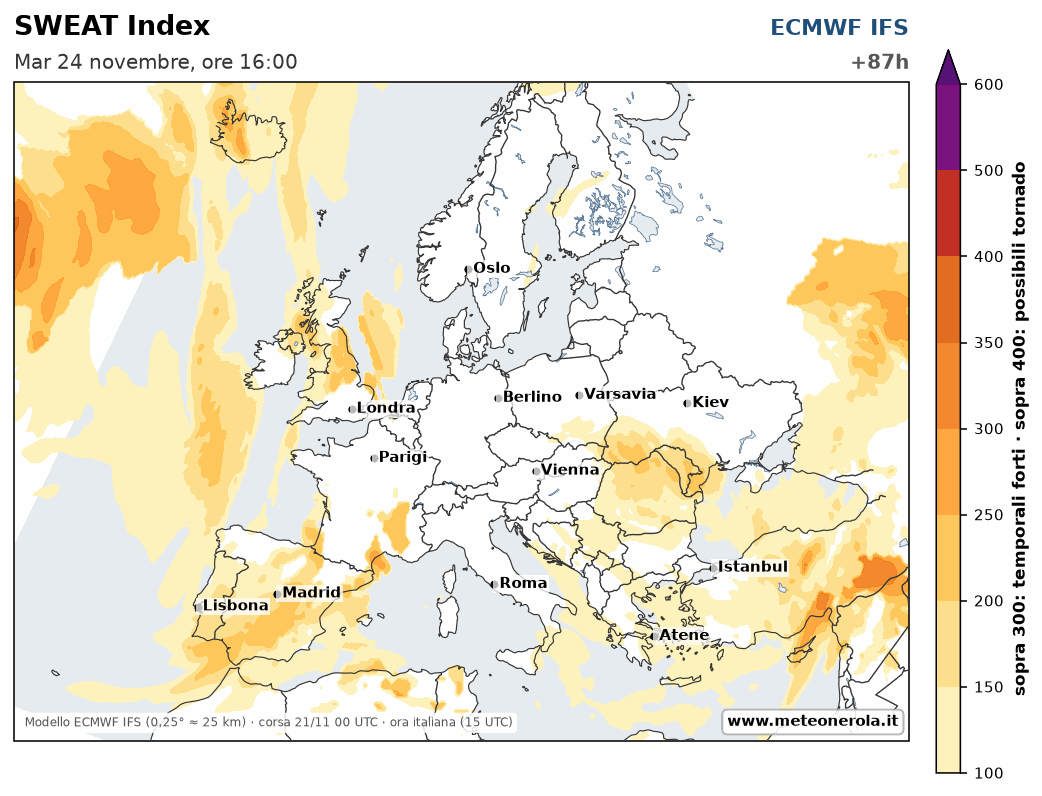 SWEAT Index
ECMWF IFS
Mar 24 novembre, ore 16:00
+87h
Oslo
Berlino
Varsavia
Kiev
Londra
Parigi
Vienna
Istanbul
Roma
Madrid
Lisbona
Atene
Modello ECMWF IFS (0,25° ≈ 25 km) · corsa 21/11 00 UTC · ora italiana (15 UTC)
www.meteonerola.it
600
500
400
350
300
250
200
150
100
sopra 300: temporali forti · sopra 400: possibili tornado